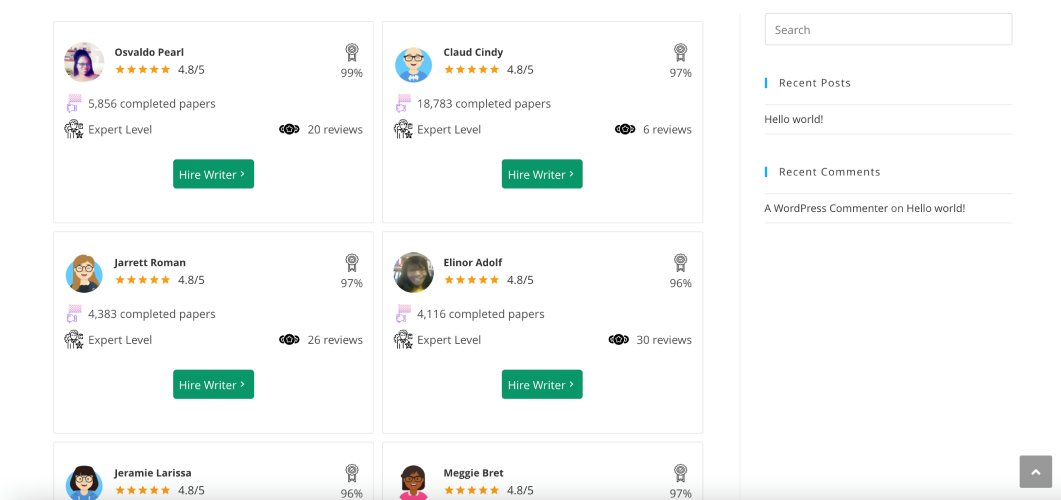 Osvaldo Pearl
4.8/5
99%
5,856 completed papers
Expert Level
20 reviews
Hire Writer
Claud Cindy
4.8/5
97%
18,783 completed papers
Expert Level
6 reviews
Hire Writer
Jarrett Roman
4.8/5
97%
4,383 completed papers
Expert Level
26 reviews
Hire Writer
Elinor Adolf
4.8/5
96%
4,116 completed papers
Expert Level
30 reviews
Hire Writer
Jeramie Larissa
4.8/5
96%
Meggie Bret
4.8/5
97%
Search
Recent Posts
Hello world!
Recent Comments
A WordPress Commenter on Hello world!